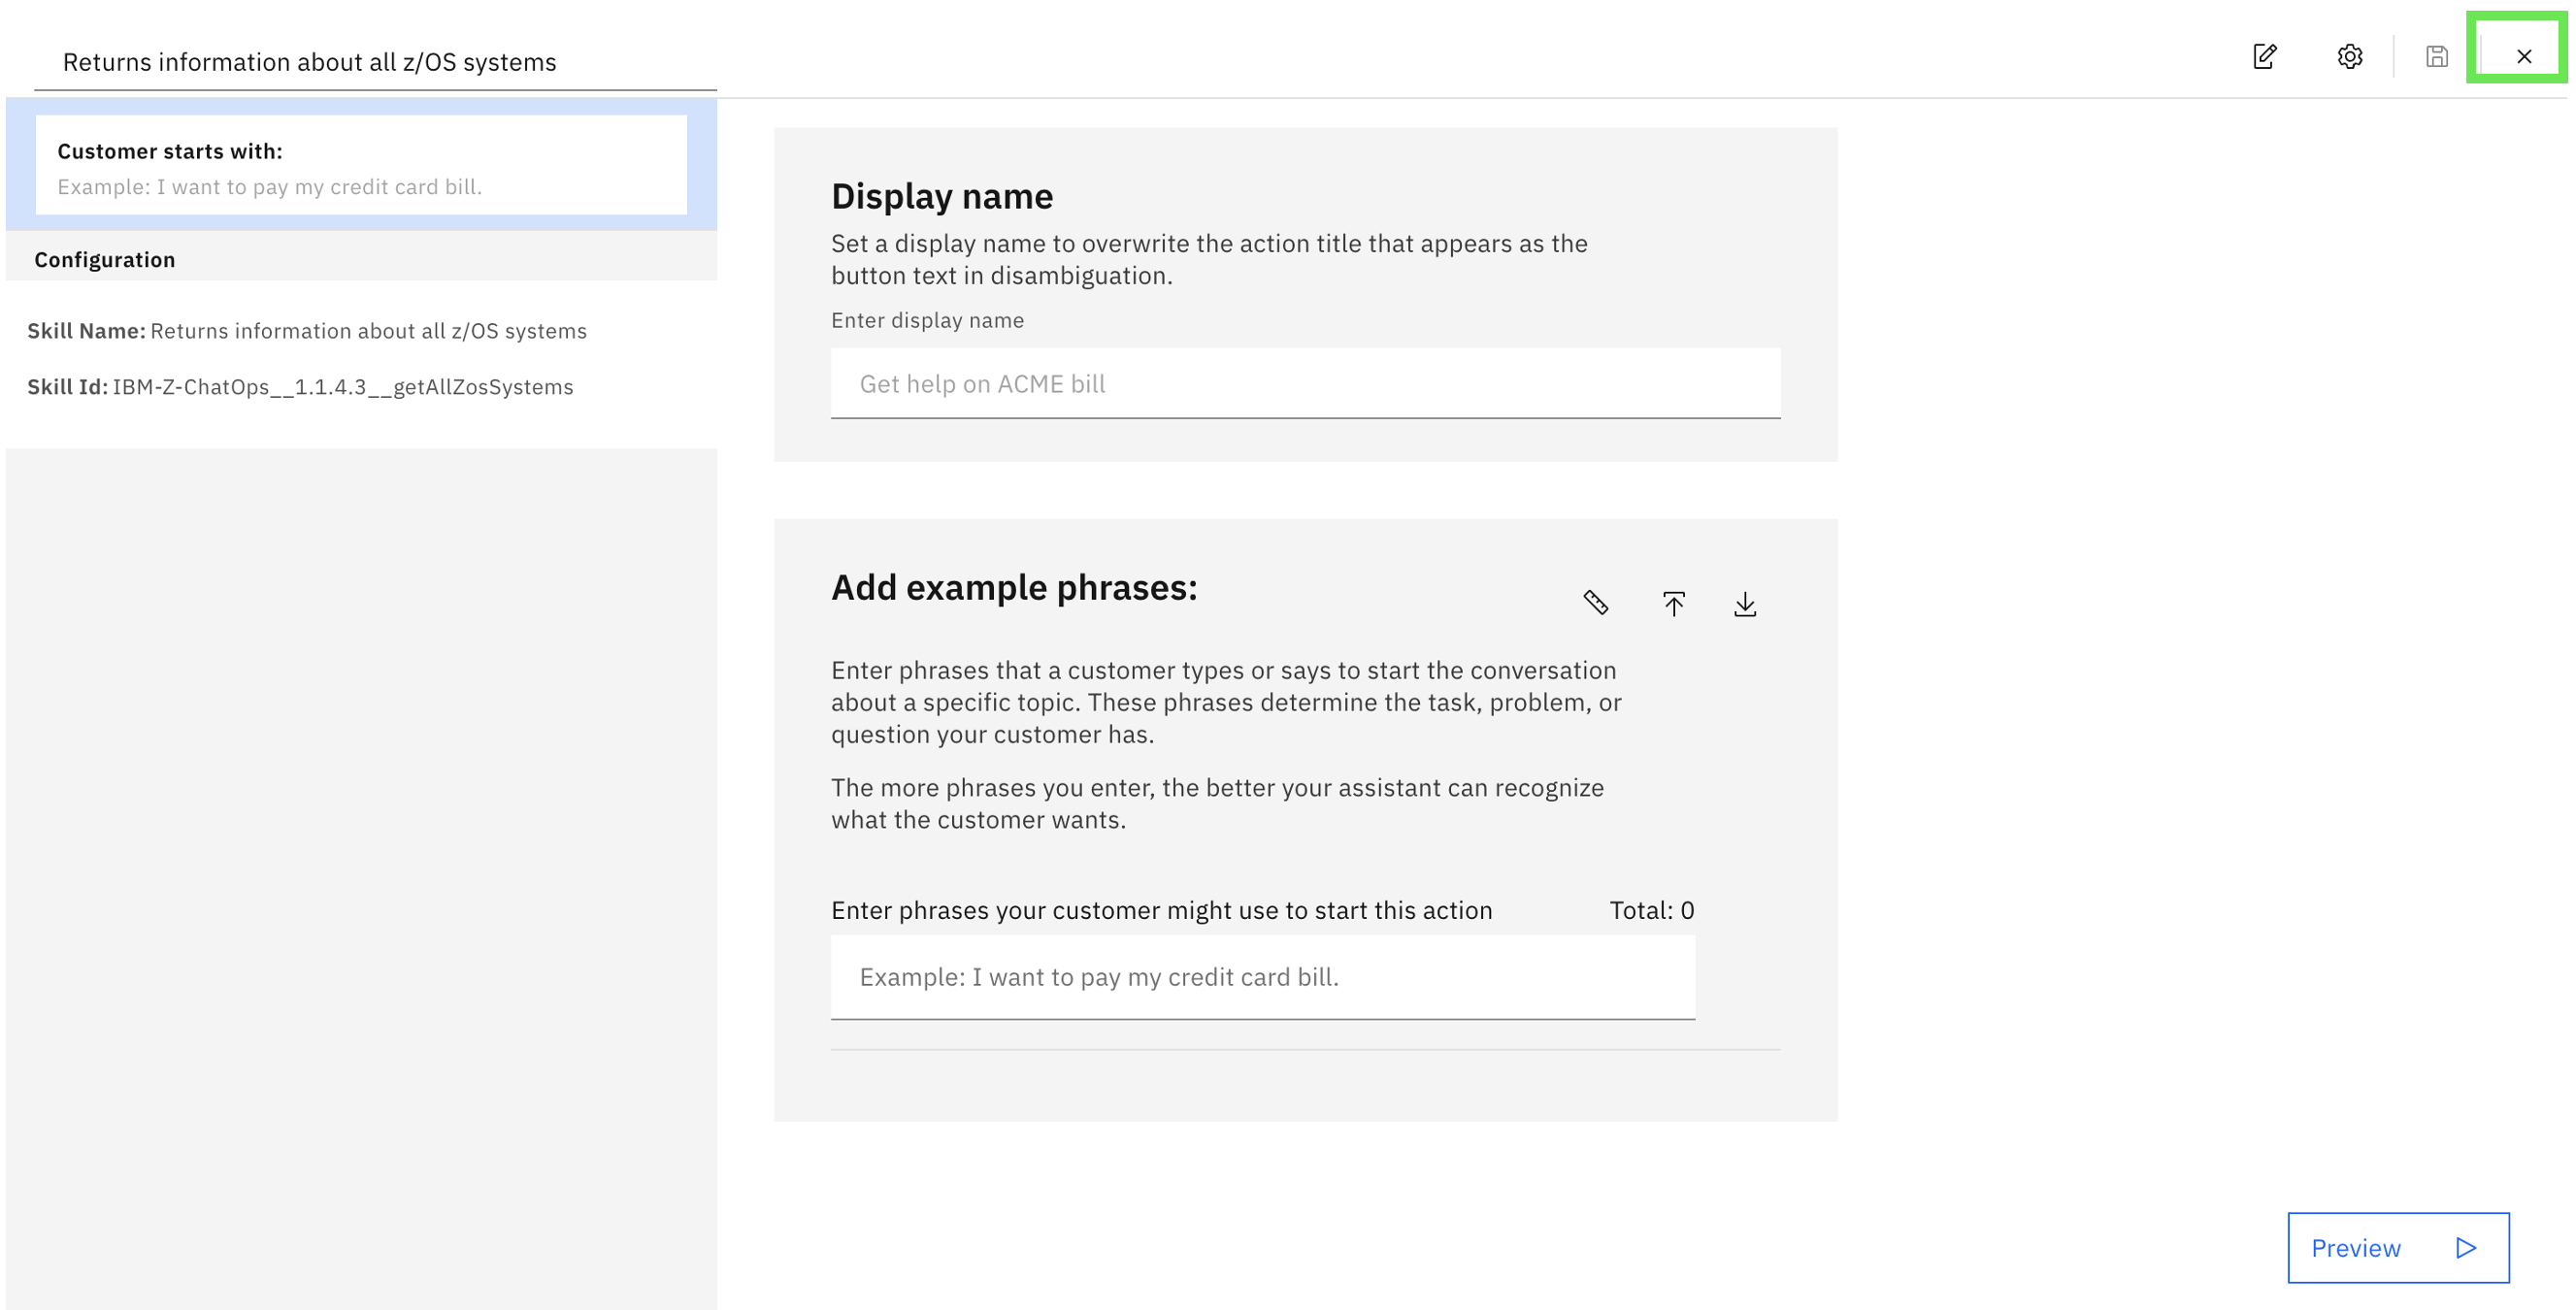 Returns information about all z/OS systems
Customer starts with:
Example: I want to pay my credit card bill.
Configuration
Skill Name: Returns information about all z/OS systems
Skill Id: IBM-Z-ChatOps__1.1.4.3__getAllZosSystems
Display name
Set a display name to overwrite the action title that appears as the
button text in disambiguation.
Enter display name
Get help on ACME bill
Add example phrases:
Enter phrases that a customer types or says to start the conversation
about a specific topic. These phrases determine the task, problem, or
question your customer has.
The more phrases you enter, the better your assistant can recognize
what the customer wants.
Enter phrases your customer might use to start this action Total: 0
Example: I want to pay my credit card bill.
Preview